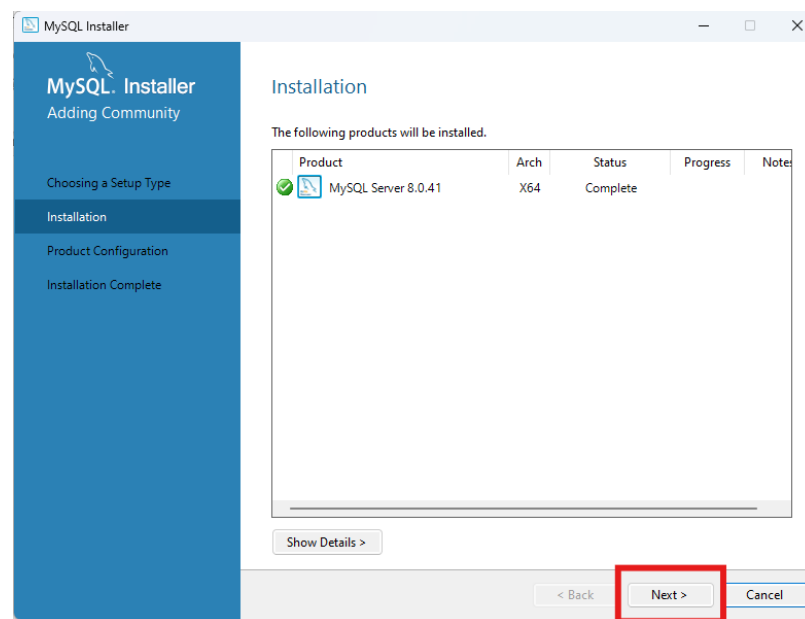 MySQL Installer
MySQL. Installer
Adding Community
Choosing a Setup Type
Installation
Product Configuration
Installation Complete
Installation
The following products will be installed.
Product Arch Status Progress Notes
MySQL Server 8.0.41 X64 Complete
Show Details >
< Back Next > Cancel